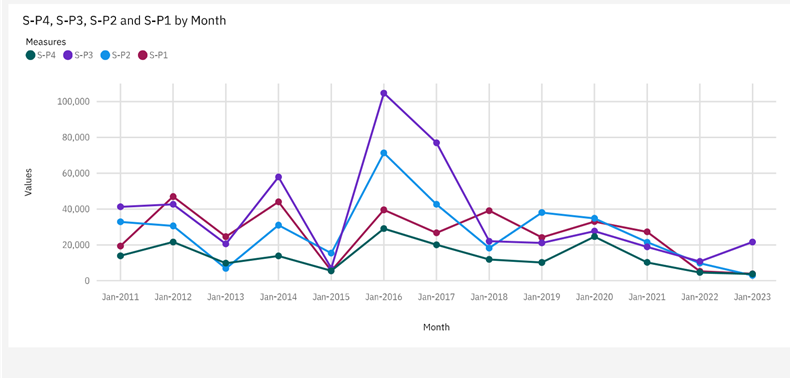 S-P4, S-P3, S-P2 and S-P1 by Month
Measures
S-P4 S-P3 S-P2 S-P1
100,000
80,000
60,000
40,000
20,000
0
Values
Jan-2011 Jan-2012 Jan-2013 Jan-2014 Jan-2015 Jan-2016 Jan-2017 Jan-2018 Jan-2019 Jan-2020 Jan-2021 Jan-2022 Jan-2023
Month